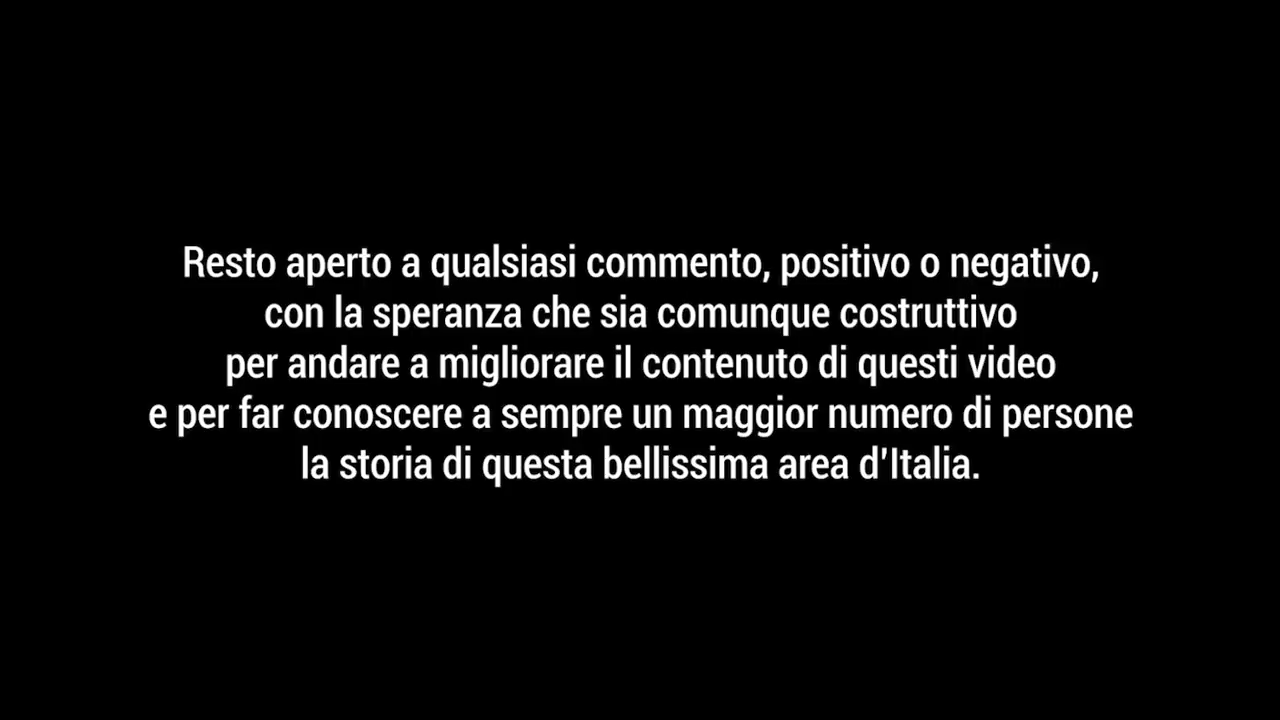 Resto aperto a qualsiasi commento, positivo o negativo,
con la speranza che sia comunque costruttivo
per andare a migliorare il contenuto di questi video
e per far conoscere a sempre un maggior numero di persone
la storia di questa bellissima area d'Italia.